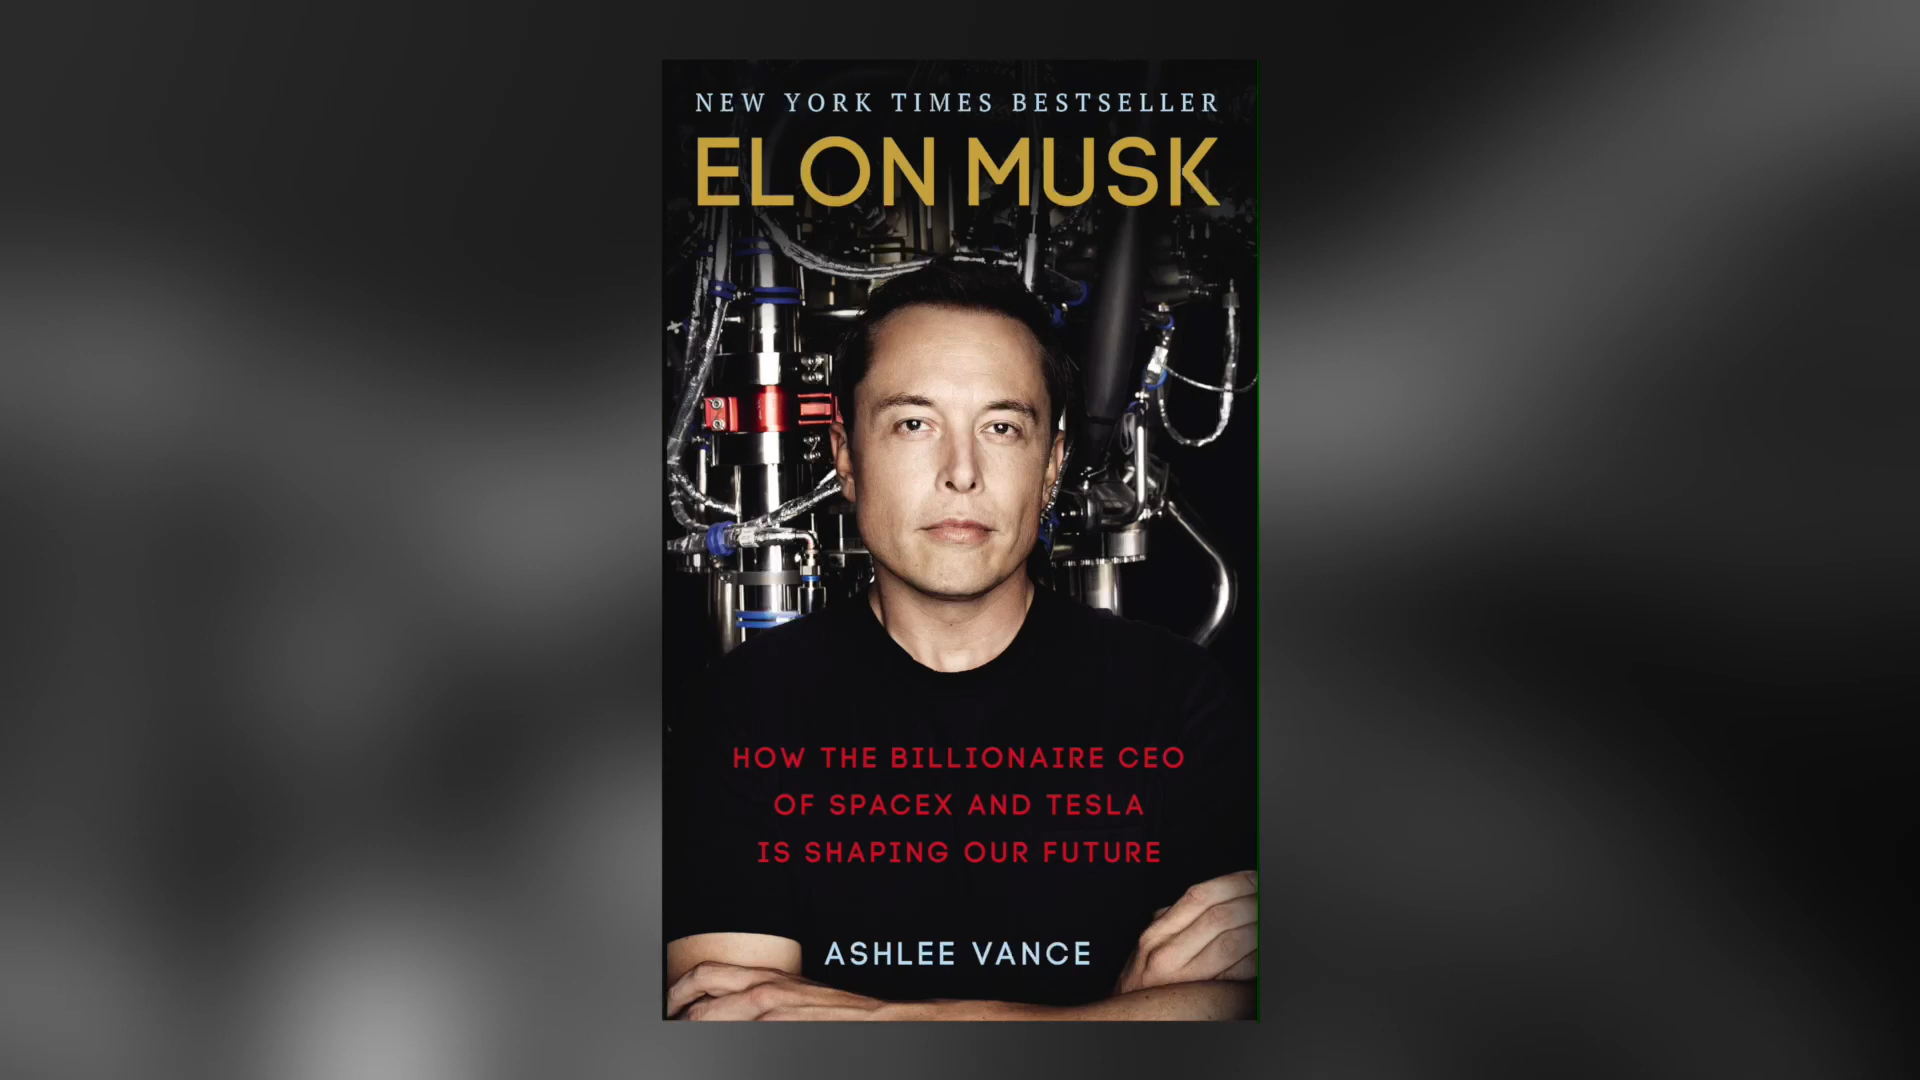 NEW YORK TIMES BESTSELLER
ELON MUSK
HOW THE BILLIONAIRE CEO
OF SPACEX AND TESLA
IS SHAPING OUR FUTURE
ASHLEE VANCE